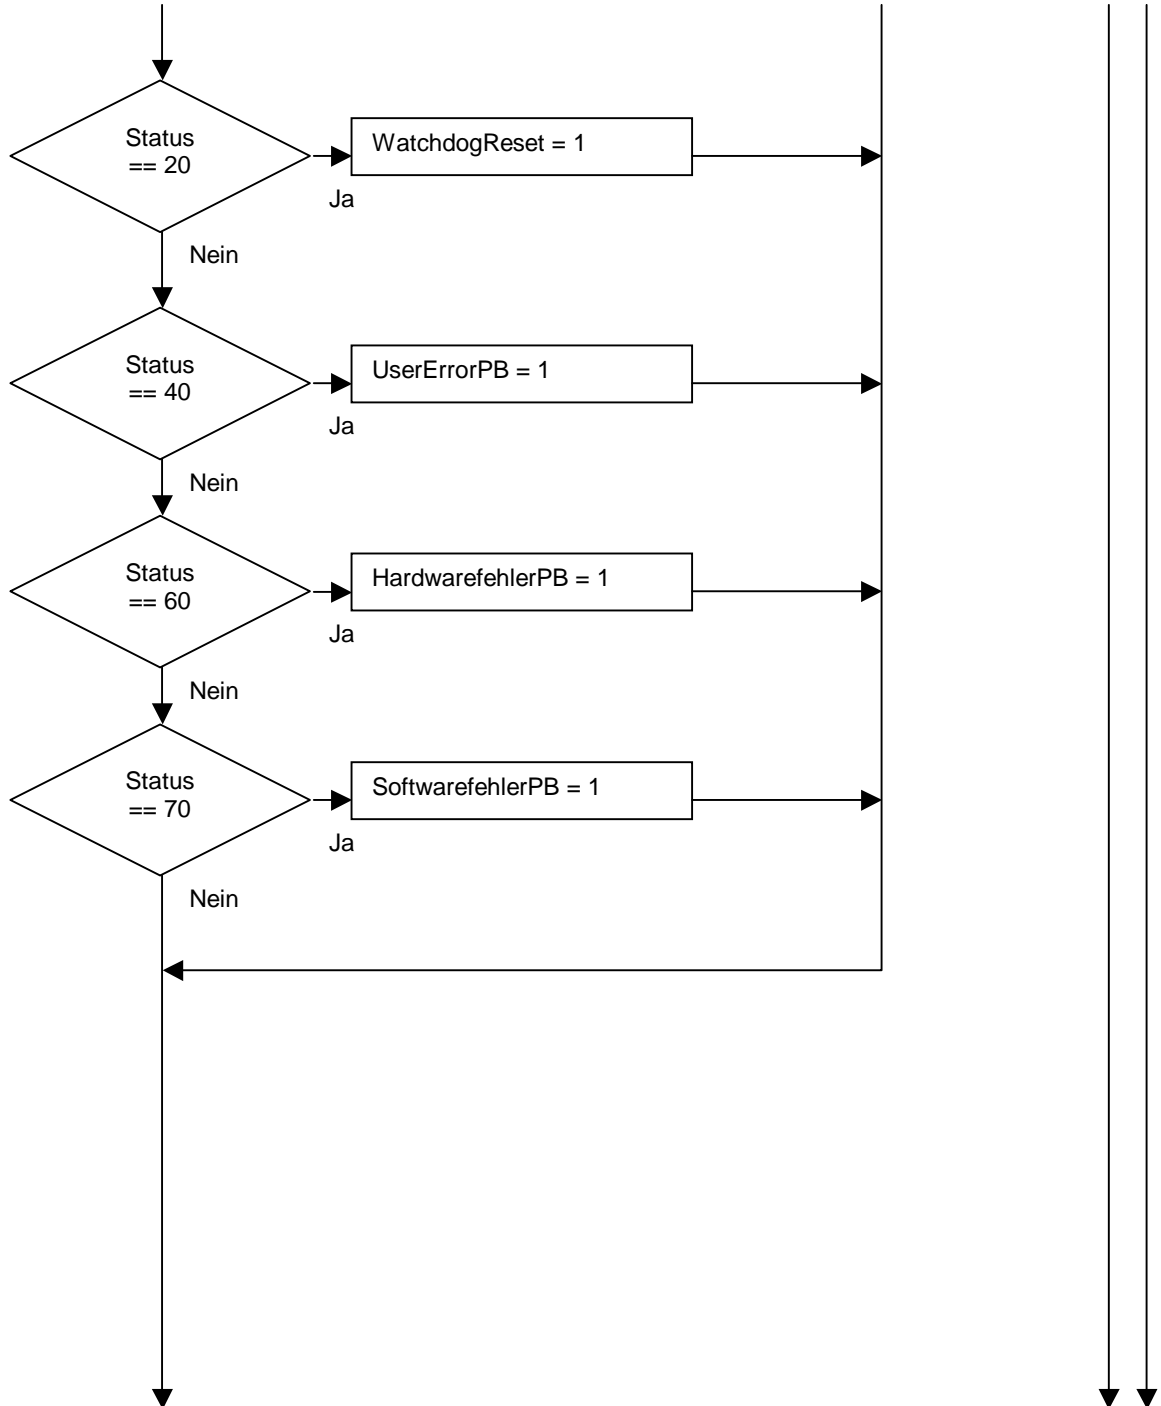 Status
== 20
WatchdogReset = 1
Ja
Nein
Status
== 40
UserErrorPB = 1
Ja
Nein
Status
== 60
HardwarefehlerPB = 1
Ja
Nein
Status
== 70
SoftwarefehlerPB = 1
Ja
Nein